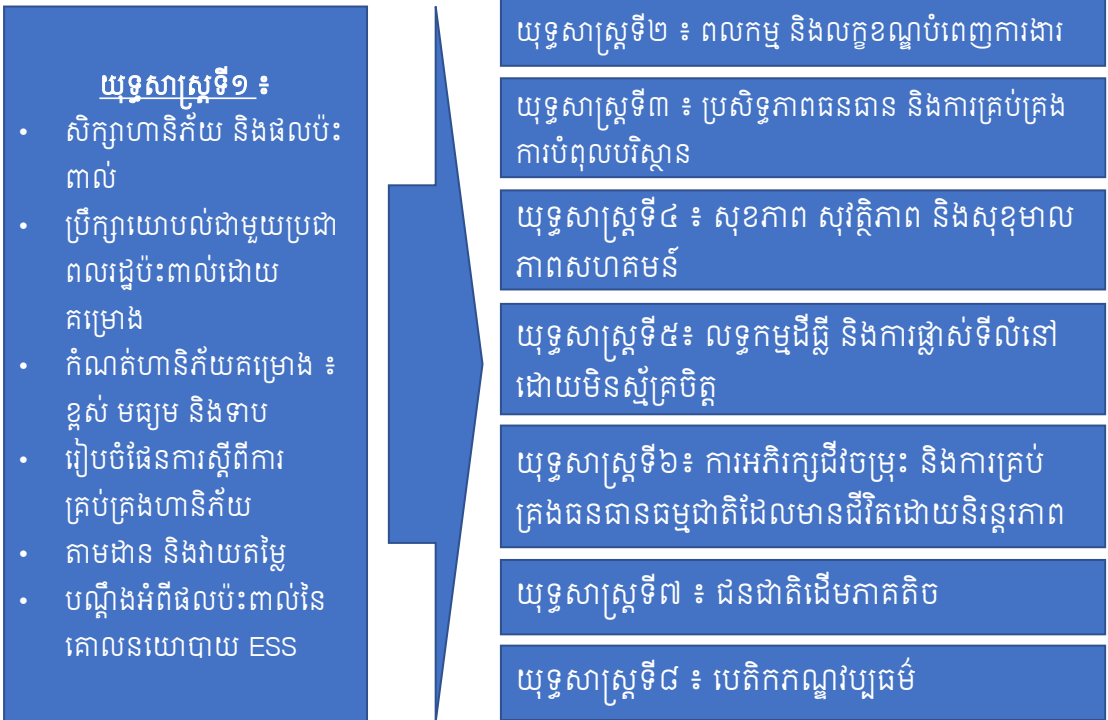 យុទ្ធសាស្ត្រទី១ ៖
• សិក្សាហានិភ័យ និងផលប៉ះ
ពាល់
• ប្រឹក្សាយោបល់ជាមួយប្រជា
ពលរដ្ឋប៉ះពាល់ដោយ
គម្រោង
• កំណត់ហានិភ័យគម្រោង ៖
ខ្ពស់ មធ្យម និងទាប
• រៀបចំផែនការស្តីពីការ
គ្រប់គ្រងហានិភ័យ
• តាមដាន និងវាយតម្លៃ
• បណ្តឹងអំពីផលប៉ះពាល់នៃ
គោលនយោបាយ ESS
យុទ្ធសាស្ត្រទី២ ៖ ពលកម្ម និងលក្ខខណ្ឌបំពេញការងារ
យុទ្ធសាស្ត្រទី៣ ៖ ប្រសិទ្ធភាពធនធាន និងការគ្រប់គ្រង
ការបំពុលបរិស្ថាន
យុទ្ធសាស្ត្រទី៤ ៖ សុខភាព សុវត្ថិភាព និងសុខុមាល
ភាពសហគមន៍
យុទ្ធសាស្ត្រទី៥៖ លទ្ធកម្មដីធ្លី និងការផ្លាស់ទីលំនៅ
ដោយមិនស្ម័គ្រចិត្ត
យុទ្ធសាស្ត្រទី៦៖ ការអភិរក្សជីវចម្រុះ និងការគ្រប់
គ្រងធនធានធម្មជាតិដែលមានជីវិតដោយនិរន្តរភាព
យុទ្ធសាស្ត្រទី៧ ៖ ជនជាតិដើមភាគតិច
យុទ្ធសាស្ត្រទី៨ ៖ បេតិកភណ្ឌវប្បធម៌